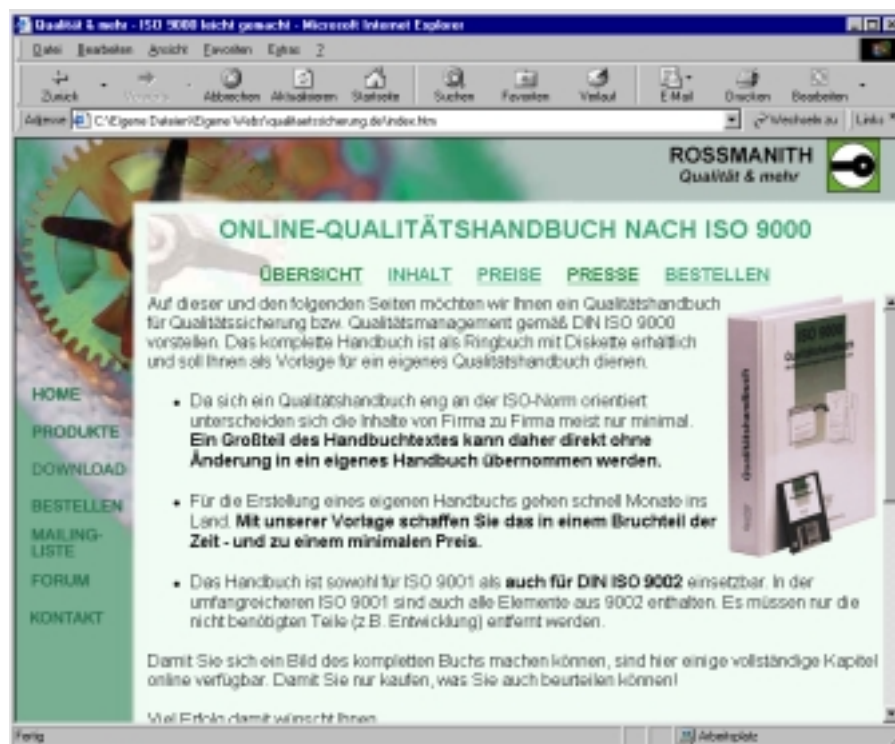 Qualität & mehr - ISO 9000 leicht gemacht - Microsoft Internet Explorer
Datei Bearbeiten Ansicht Favoriten Extras ?
Zurück Abbrechen Aktualisieren Startseite Suchen Favoriten Verlauf E-Mail Drucken Bearbeiten
Adresse C:\Eigene Dateien\Eigene Webs\qualitaetssicherung.de\index.htm Wechseln zu Links
ROSSMANITH
Qualität & mehr
ONLINE-QUALITÄTSHANDBUCH NACH ISO 9000
ÜBERSICHT INHALT PREISE PRESSE BESTELLEN
Auf dieser und den folgenden Seiten möchten wir Ihnen ein Qualitätshandbuch
für Qualitätssicherung bzw. Qualitätsmanagement gemäß DIN ISO 9000
vorstellen. Das komplette Handbuch ist als Ringbuch mit Diskette erhältlich
und soll Ihnen als Vorlage für ein eigenes Qualitätshandbuch dienen.
• Da sich ein Qualitätshandbuch eng an der ISO-Norm orientiert
unterscheiden sich die Inhalte von Firma zu Firma meist nur minimal.
Ein Großteil des Handbuchtextes kann daher direkt ohne
Änderung in ein eigenes Handbuch übernommen werden.
• Für die Erstellung eines eigenen Handbuchs gehen schnell Monate ins
Land. Mit unserer Vorlage schaffen Sie das in einem Bruchteil der
Zeit - und zu einem minimalen Preis.
• Das Handbuch ist sowohl für ISO 9001 als auch für DIN ISO 9002 einsetzbar. In der
umfangreicheren ISO 9001 sind auch alle Elemente aus 9002 enthalten. Es müssen nur die
nicht benötigten Teile (z.B. Entwicklung) entfernt werden.
Damit Sie sich ein Bild des kompletten Buchs machen können, sind hier einige vollständige Kapitel
online verfügbar. Damit Sie nur kaufen, was Sie auch beurteilen können!
Viel Erfolg damit wünscht Ihnen
HOME
PRODUKTE
DOWNLOAD
BESTELLEN
MAILING-
LISTE
FORUM
KONTAKT
ISO 9000
Qualitätshandbuch
Qualitätshandbuch
Fertig Arbeitsplatz